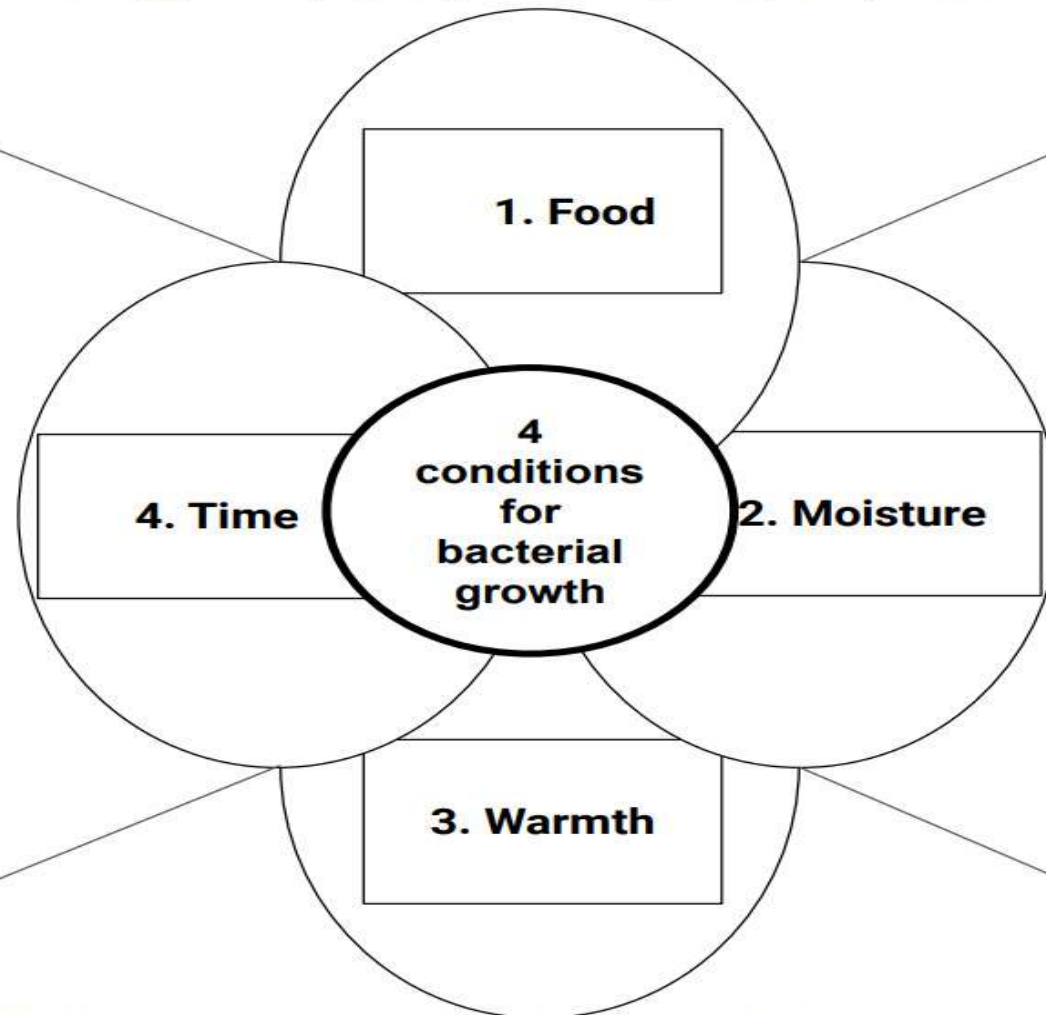 1. Food
4
conditions
for
bacterial
growth
4. Time
2. Moisture
3. Warmth